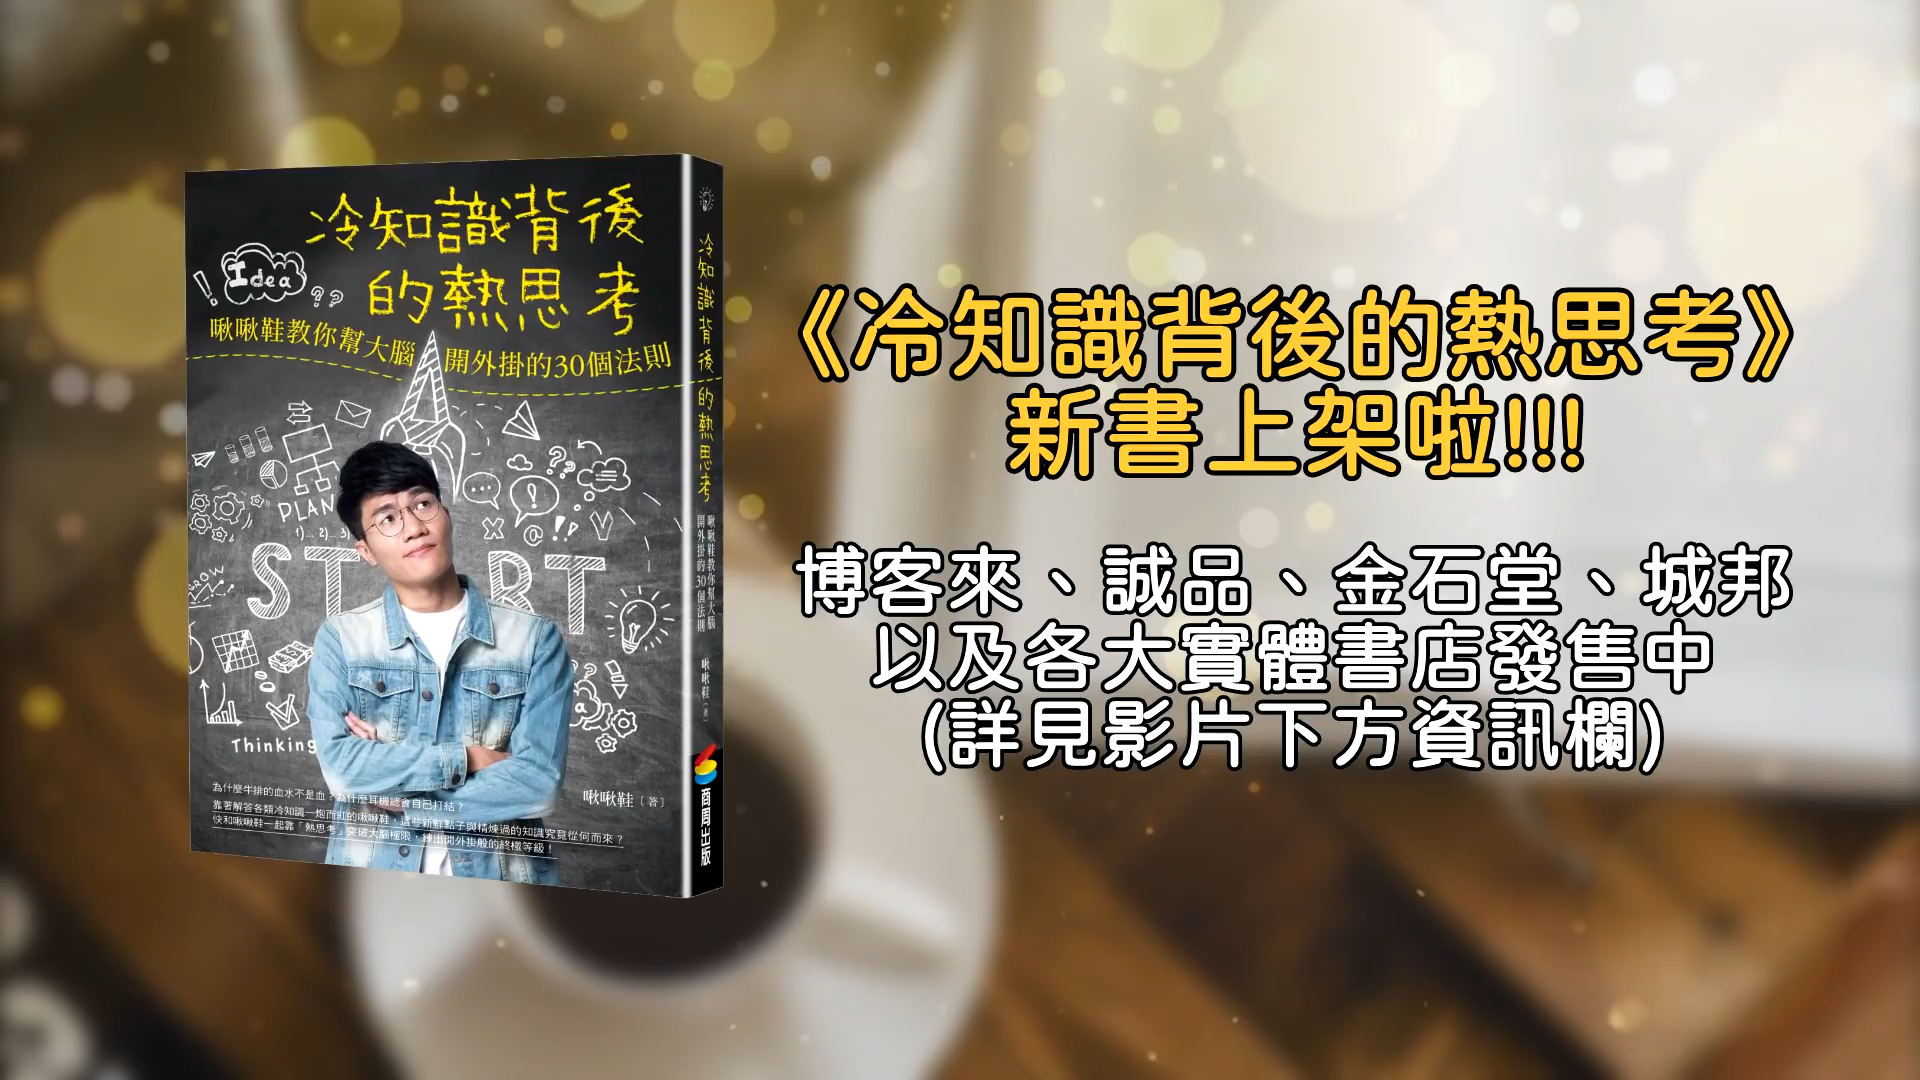 冷知識背後
的熱思考
Idea
啾啾鞋教你幫大腦
開外掛的30個法則
PLAN
1)... 2)... 3)
START
Thinking
為什麼牛排的血水不是血?為什麼耳機總會自己打結?
靠著解答各類冷知識一炮而紅的啾啾鞋,這些新鮮點子與精煉過的知識究竟從何而來?
快和啾啾鞋一起靠「熱思考」突破大腦極限,練出開外掛般的終極等級!
啾啾鞋〔著〕
冷知識背後的熱思考
啾啾鞋教你幫大腦
開外掛的30個法則
啾啾鞋〔著〕
商周出版
《冷知識背後的熱思考》
新書上架啦!!!
博客來、誠品、金石堂、城邦
以及各大實體書店發售中
(詳見影片下方資訊欄)